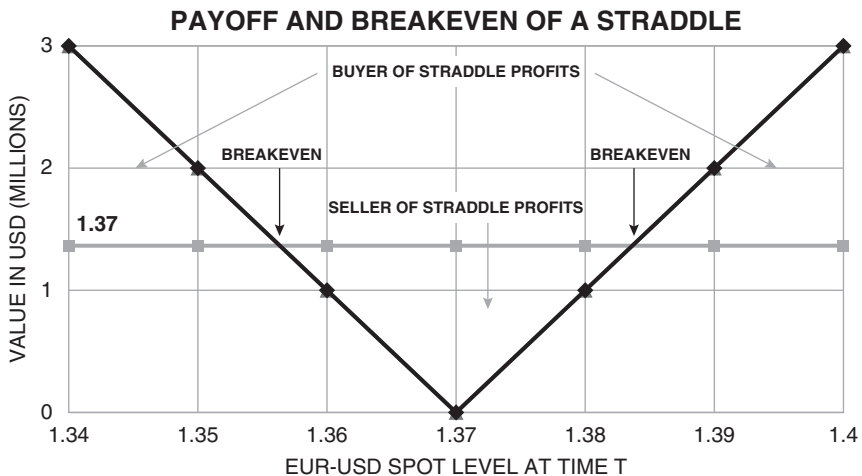 PAYOFF AND BREAKEVEN OF A STRADDLE
3
BUYER OF STRADDLE PROFITS
BREAKEVEN
BREAKEVEN
2
SELLER OF STRADDLE PROFITS
1.37
1
0
1.34 1.35 1.36 1.37 1.38 1.39 1.4
VALUE IN USD (MILLIONS)
EUR-USD SPOT LEVEL AT TIME T